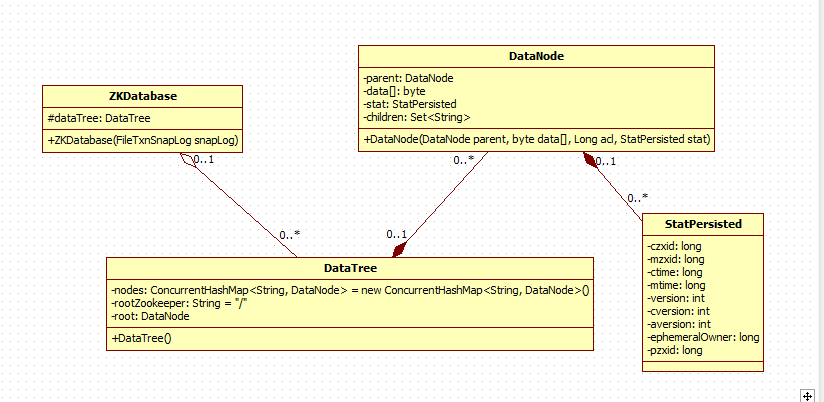 ZKDatabase
#dataTree: DataTree
+ZKDatabase(FileTxnSnapLog snapLog)
0..1
0..*
DataNode
-parent: DataNode
-data[]: byte
-stat: StatPersisted
-children: Set<String>
+DataNode(DataNode parent, byte data[], Long ad, StatPersisted stat)
0..*
0..1
0..1
0..*
DataTree
-nodes: ConcurrentHashMap<String, DataNode> = new ConcurrentHashMap<String, DataNode>()
-rootZookeeper: String = "/"
-root: DataNode
+DataTree()
StatPersisted
-czxid: long
-mzxid: long
-ctime: long
-mtime: long
-version: int
-cversion: int
-aversion: int
-ephemeralOwner: long
-pzxid: long